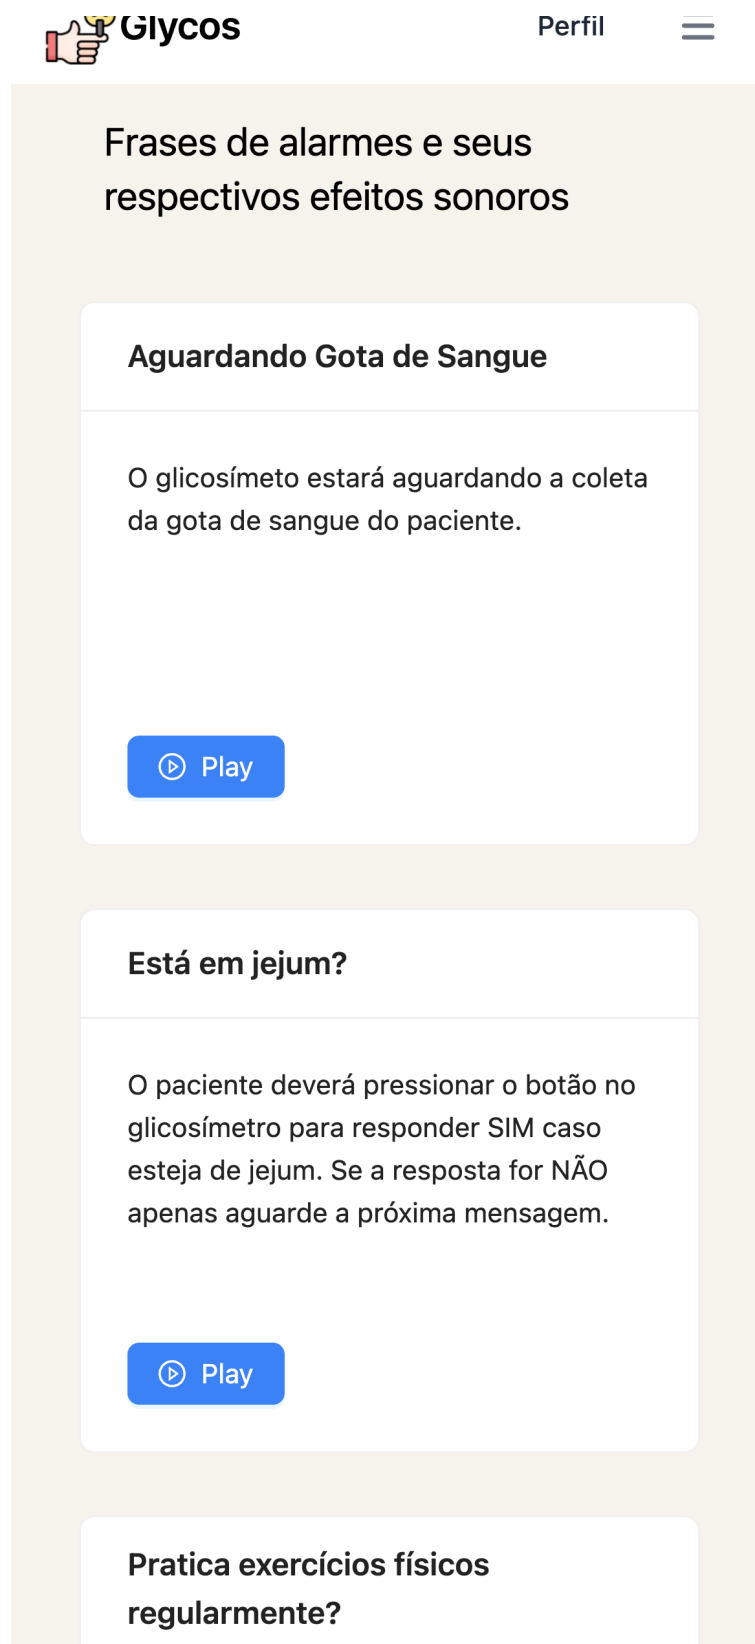 Glycos
Perfil
Frases de alarmes e seus
respectivos efeitos sonoros
Aguardando Gota de Sangue
O glicosímeto estará aguardando a coleta
da gota de sangue do paciente.
Play
Está em jejum?
O paciente deverá pressionar o botão no
glicosímetro para responder SIM caso
esteja de jejum. Se a resposta for NÃO
apenas aguarde a próxima mensagem.
Play
Pratica exercícios físicos
regularmente?